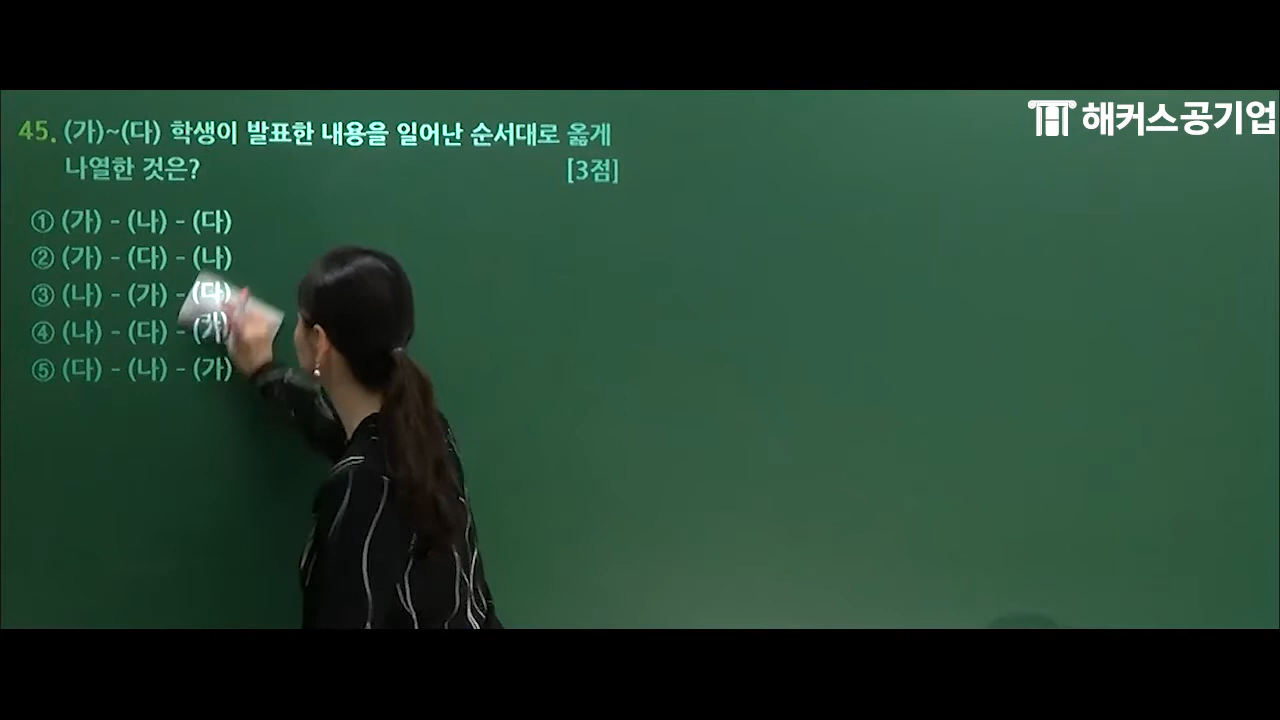 해커스공기업
45. (가)~(다) 학생이 발표한 내용을 일어난 순서대로 옳게
나열한 것은? [3점]
① (가) - (나) - (다)
② (가) - (다) - (나)
③ (나) - (가) - (다)
④ (나) - (다) - (가)
⑤ (다) - (나) - (가)